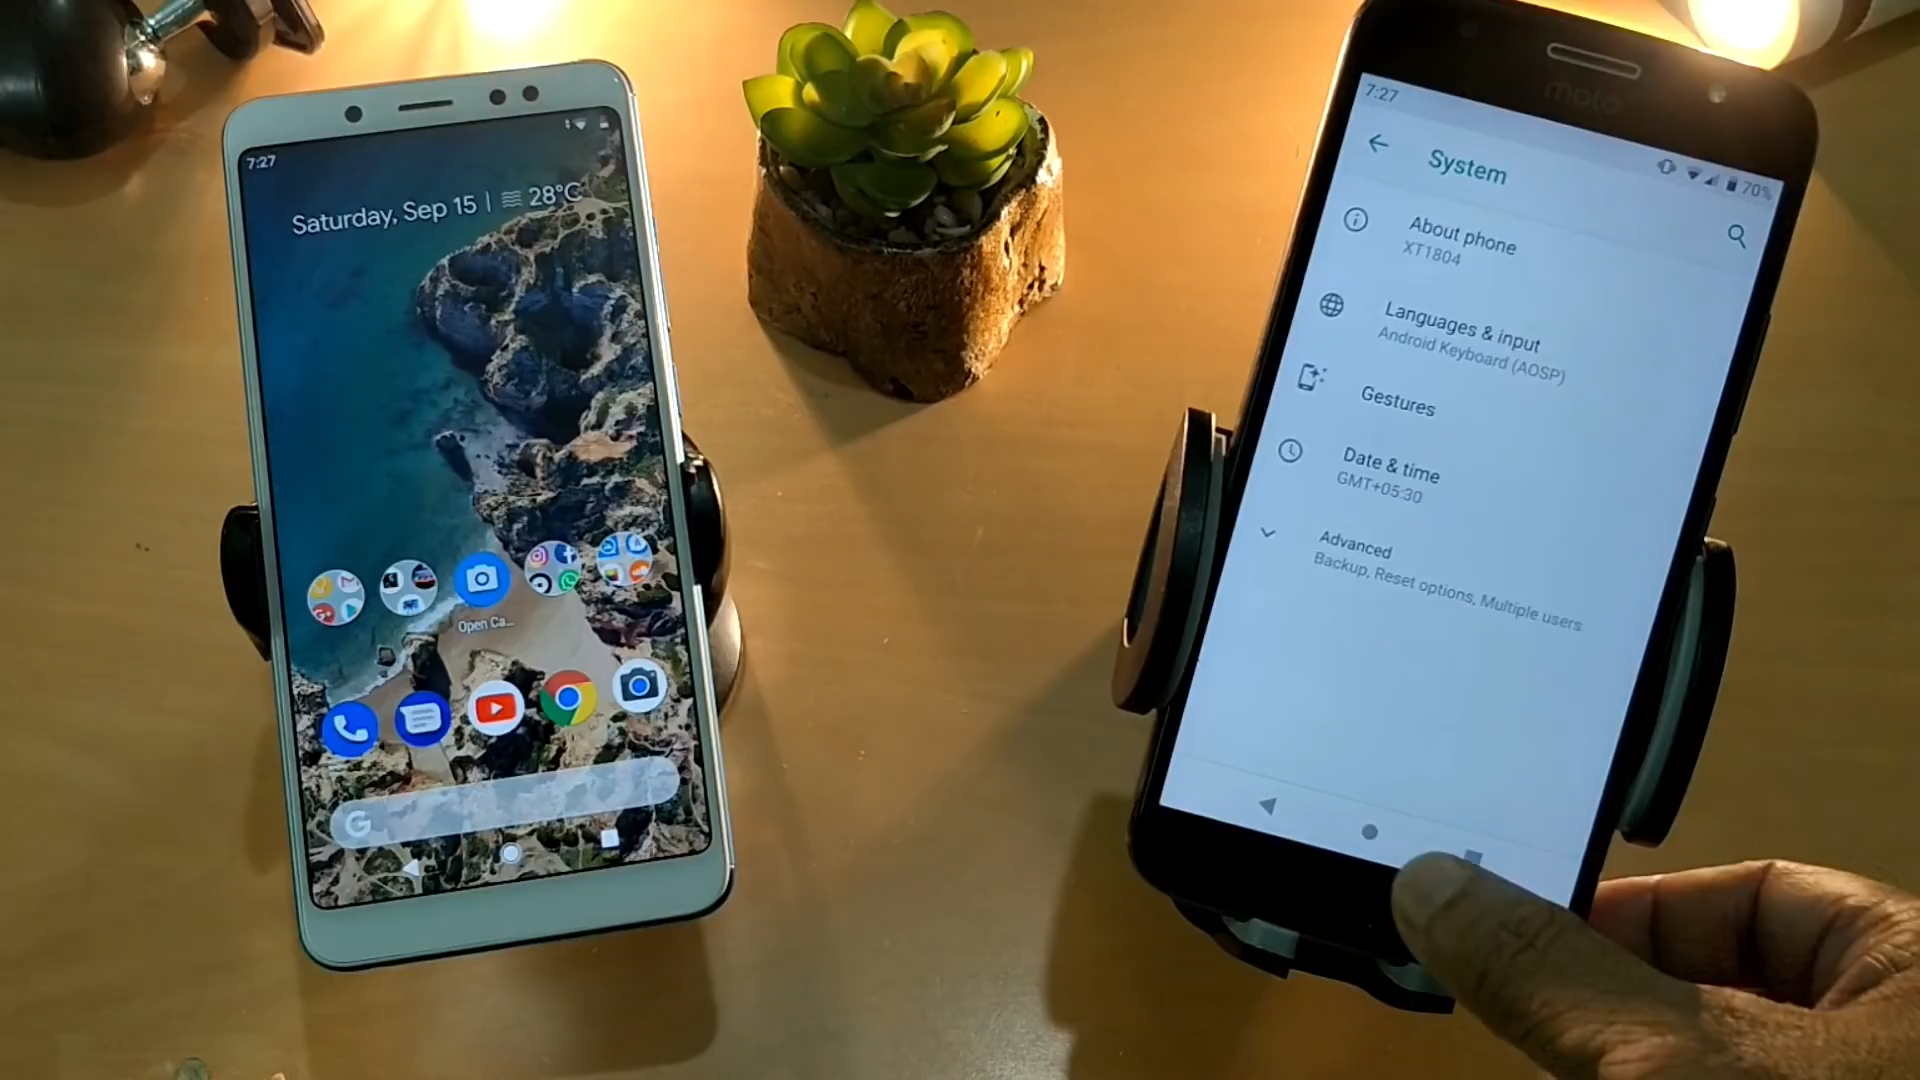 7:27
Saturday, Sep 15 | 28°C
Open Ca...
G
moto
7:27
70%
System
About phone
XT1804
Languages & input
Android Keyboard (AOSP)
Gestures
Date & time
GMT+05:30
Advanced
Backup, Reset options, Multiple users